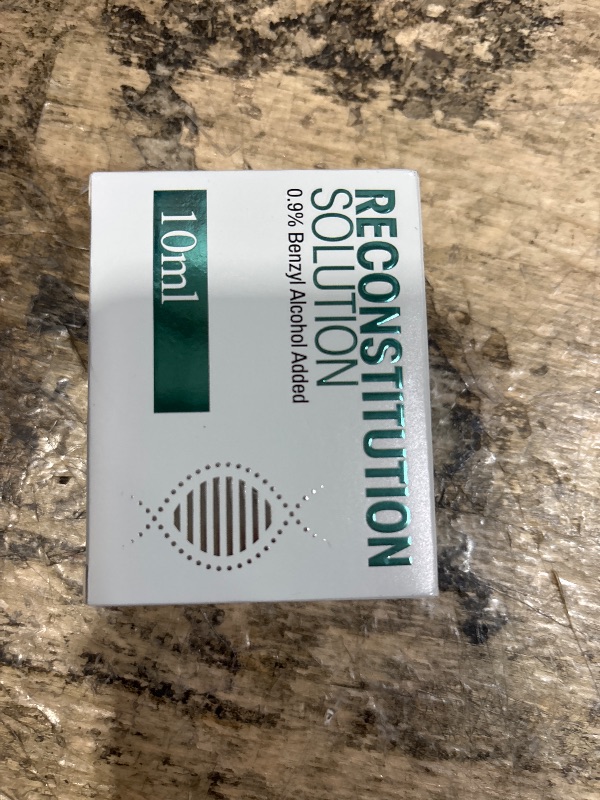 RECONSTITUTION
SOLUTION
0.9% Benzyl Alcohol Added
10ml